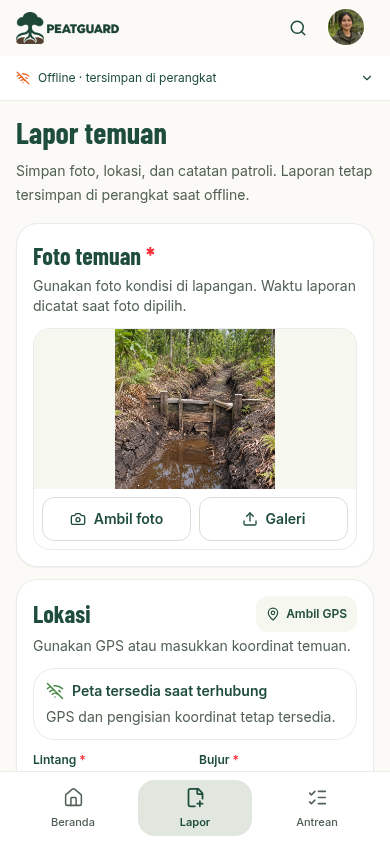 PEATGUARD
Offline · tersimpan di perangkat
Lapor temuan
Simpan foto, lokasi, dan catatan patroli. Laporan tetap
tersimpan di perangkat saat offline.
Foto temuan *
Gunakan foto kondisi di lapangan. Waktu laporan
dicatat saat foto dipilih.
Ambil foto
Galeri
Lokasi
Ambil GPS
Gunakan GPS atau masukkan koordinat temuan.
Peta tersedia saat terhubung
GPS dan pengisian koordinat tetap tersedia.
Lintang *
Bujur *
Beranda
Lapor
Antrean